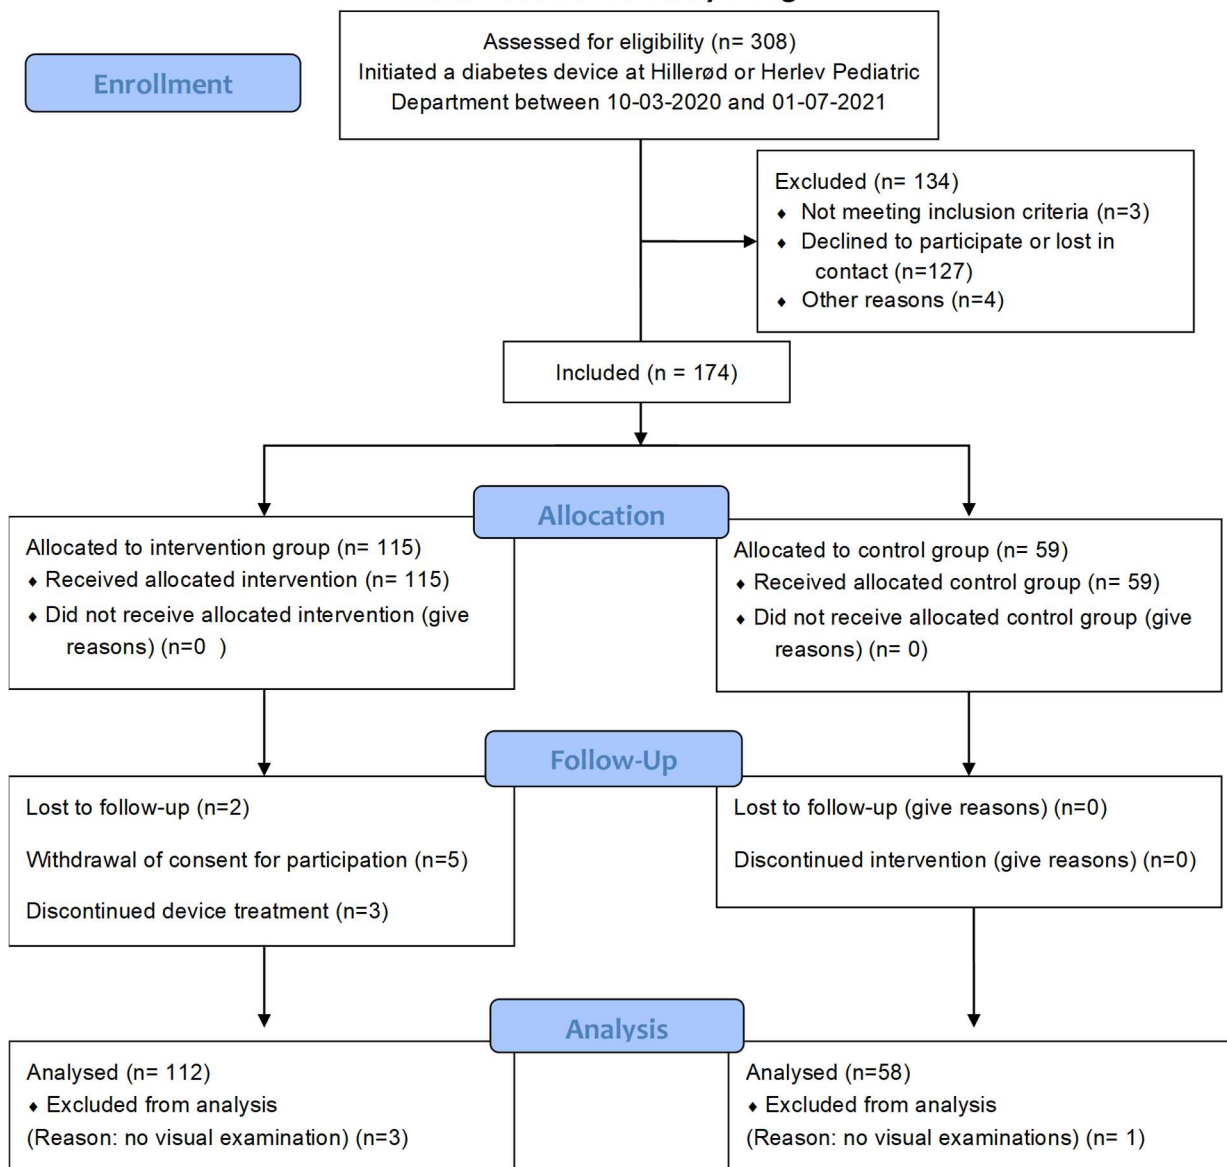 Assessed for eligibility (n= 308)
Initiated a diabetes device at Hillerød or Herlev Pediatric
Department between 10-03-2020 and 01-07-2021
Enrollment
Excluded (n= 134)
♦ Not meeting inclusion criteria (n=3)
♦ Declined to participate or lost in
contact (n=127)
♦ Other reasons (n=4)
Included (n = 174)
Allocation
Allocated to intervention group (n= 115)
♦ Received allocated intervention (n= 115)
♦ Did not receive allocated intervention (give
reasons) (n=0 )
Allocated to control group (n= 59)
♦ Received allocated control group (n= 59)
♦ Did not receive allocated control group (give
reasons) (n= 0)
Follow-Up
Lost to follow-up (n=2)
Withdrawal of consent for participation (n=5)
Discontinued device treatment (n=3)
Lost to follow-up (give reasons) (n=0)
Discontinued intervention (give reasons) (n=0)
Analysis
Analysed (n= 112)
♦ Excluded from analysis
(Reason: no visual examination) (n=3)
Analysed (n=58)
♦ Excluded from analysis
(Reason: no visual examinations) (n= 1)